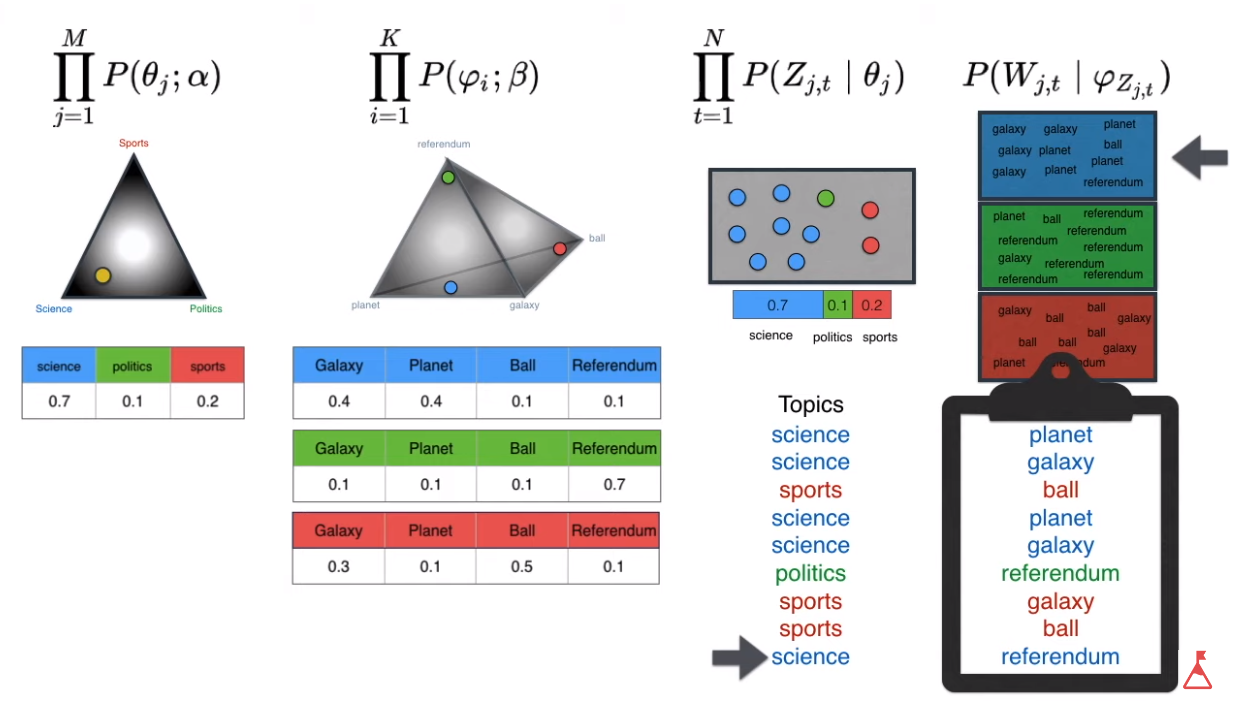 \prod_{j=1}^{M} P(\theta_j; \alpha)
\prod_{i=1}^{K} P(\varphi_i; \beta)
\prod_{t=1}^{N} P(Z_{j,t} \mid \theta_j)
P(W_{j,t} \mid \varphi_{Z_{j,t}})
Sports
Science Politics
science politics sports
0.7 0.1 0.2
referendum
ball
planet galaxy
Galaxy Planet Ball Referendum
0.4 0.4 0.1 0.1
Galaxy Planet Ball Referendum
0.1 0.1 0.1 0.7
Galaxy Planet Ball Referendum
0.3 0.1 0.5 0.1
0.7 0.1 0.2
science politics sports
galaxy galaxy planet
galaxy planet ball
galaxy planet planet
referendum
planet ball referendum
referendum
referendum referendum
galaxy referendum
referendum referendum
galaxy ball galaxy
ball
ball
ball ball galaxy
planet
Topics
science
science
sports
science
science
politics
sports
sports
science
planet
galaxy
ball
planet
galaxy
referendum
galaxy
ball
referendum